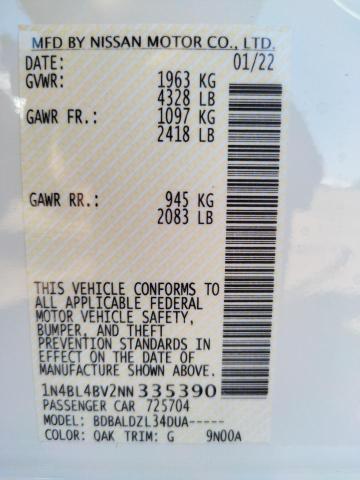 MFD BY NISSAN MOTOR CO., LTD.
DATE: 01/22
GVWR: 1963 KG
4328 LB
GAWR FR.: 1097 KG
2418 LB
GAWR RR.: 945 KG
2083 LB
THIS VEHICLE CONFORMS TO
ALL APPLICABLE FEDERAL
MOTOR VEHICLE SAFETY,
BUMPER, AND THEFT
PREVENTION STANDARDS IN
EFFECT ON THE DATE OF
MANUFACTURE SHOWN ABOVE.
1N4BL4BV2NN335390
PASSENGER CAR 725704
MODEL: BDBALDZL34DUA-----
COLOR: QAK TRIM: G 9N00A